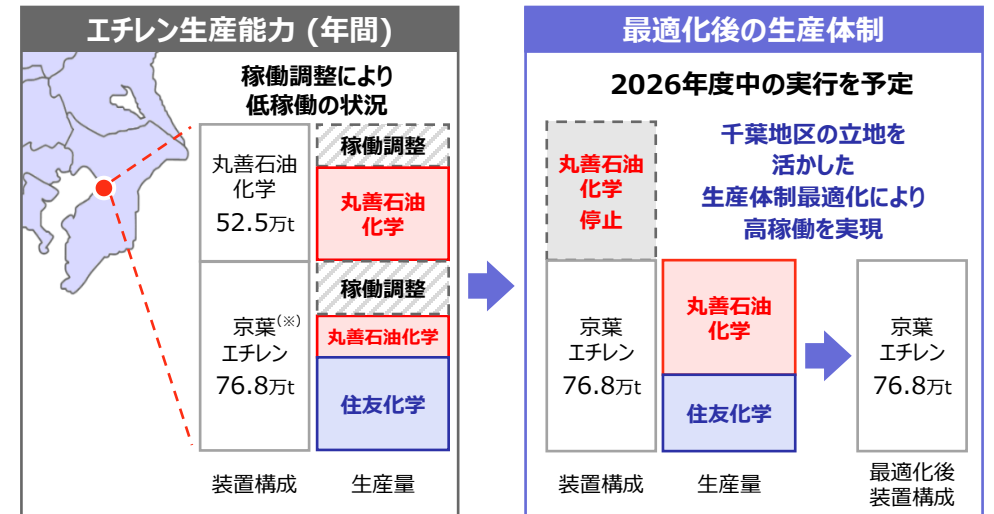 エチレン生産能力 (年間)
稼働調整により
低稼働の状況
丸善石油
化学
52.5万t
稼働調整
丸善石油
化学
京葉(※)
エチレン
76.8万t
稼働調整
丸善石油化学
住友化学
装置構成
生産量
最適化後の生産体制
2026年度中の実行を予定
丸善石油
化学
停止
千葉地区の立地を
活かした
生産体制最適化により
高稼働を実現
京葉
エチレン
76.8万t
丸善石油
化学
住友化学
京葉
エチレン
76.8万t
装置構成
生産量
最適化後
装置構成